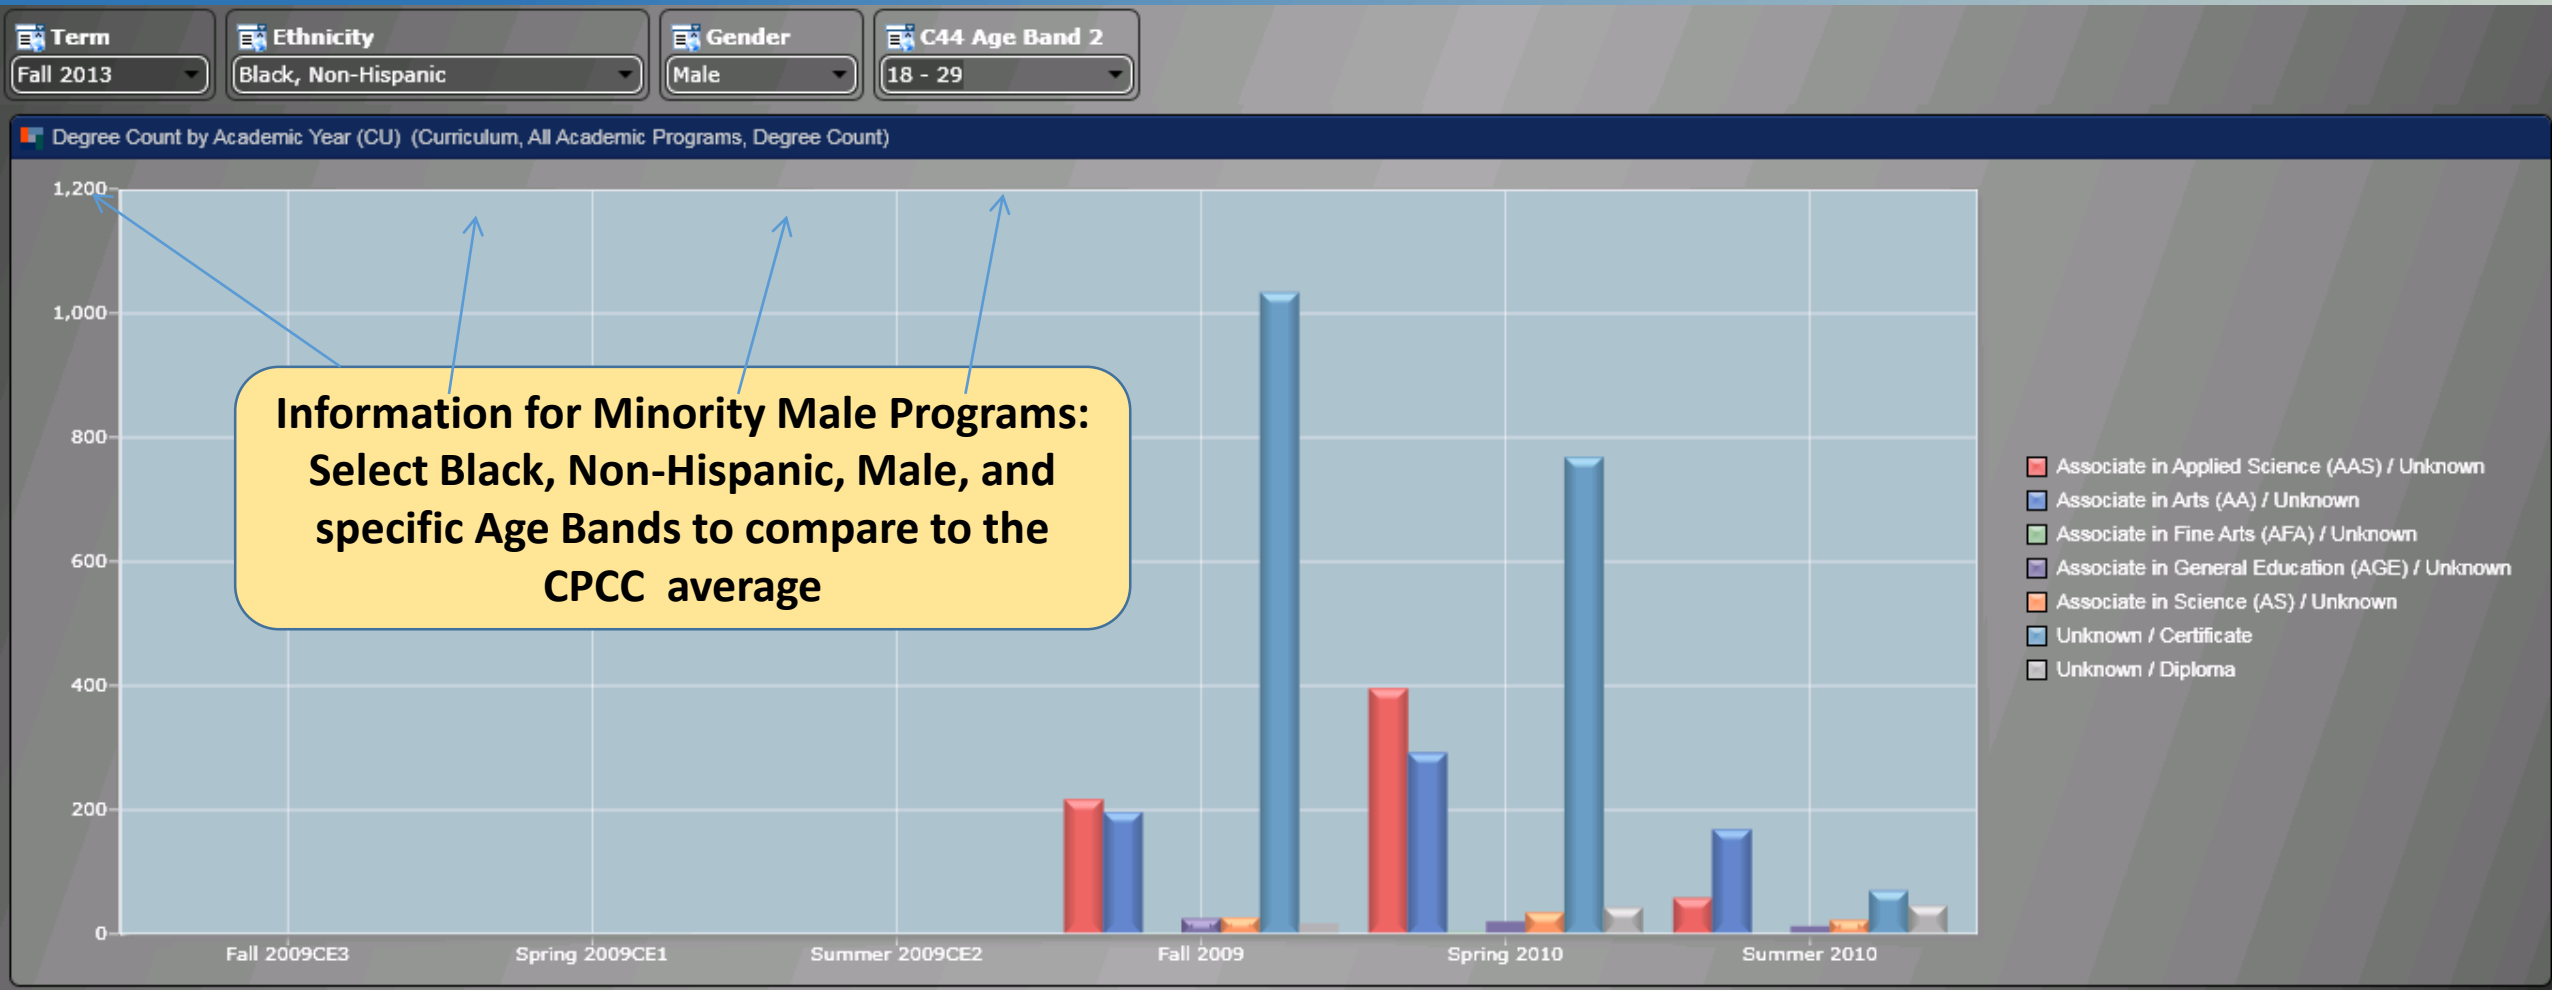 Term
Fall 2013
Ethnicity
Black, Non-Hispanic
Gender
Male
C44 Age Band 2
18 - 29
Degree Count by Academic Year (CU) (Curriculum, All Academic Programs, Degree Count)
1,200
1,000
800
600
400
200
0
Information for Minority Male Programs:
Select Black, Non-Hispanic, Male, and
specific Age Bands to compare to the
CPCC average
Fall 2009CE3
Spring 2009CE1
Summer 2009CE2
Fall 2009
Spring 2010
Summer 2010
Associate in Applied Science (AAS) / Unknown
Associate in Arts (AA) / Unknown
Associate in Fine Arts (AFA) / Unknown
Associate in General Education (AGE) / Unknown
Associate in Science (AS) / Unknown
Unknown / Certificate
Unknown / Diploma